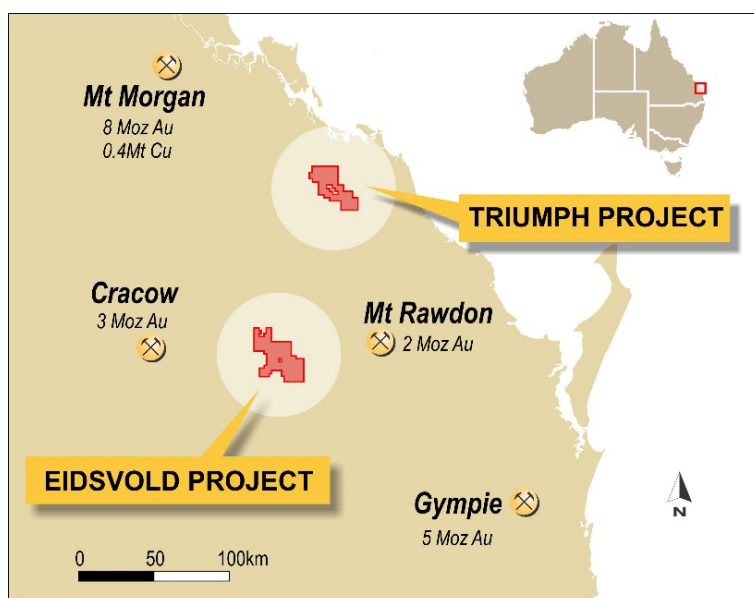 Mt Morgan
8 Moz Au
0.4Mt Cu
TRIUMPH PROJECT
Cracow
3 Moz Au
Mt Rawdon
2 Moz Au
EIDSVOLD PROJECT
Gympie
5 Moz Au
N
0 50 100km